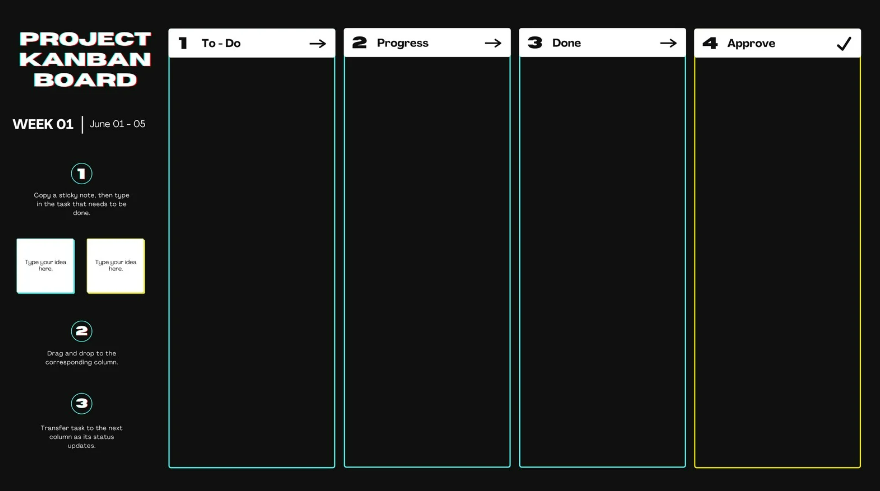 PROJECT
KANBAN
BOARD
WEEK 01
June 01 - 05
1
Copy a sticky note, then type
in the task that needs to be
done.
Type your idea
here.
Type your idea
here.
2
Drag and drop to the
corresponding column.
3
Transfer task to the next
column as its status
updates.
1 To - Do
2 Progress
3 Done
4 Approve